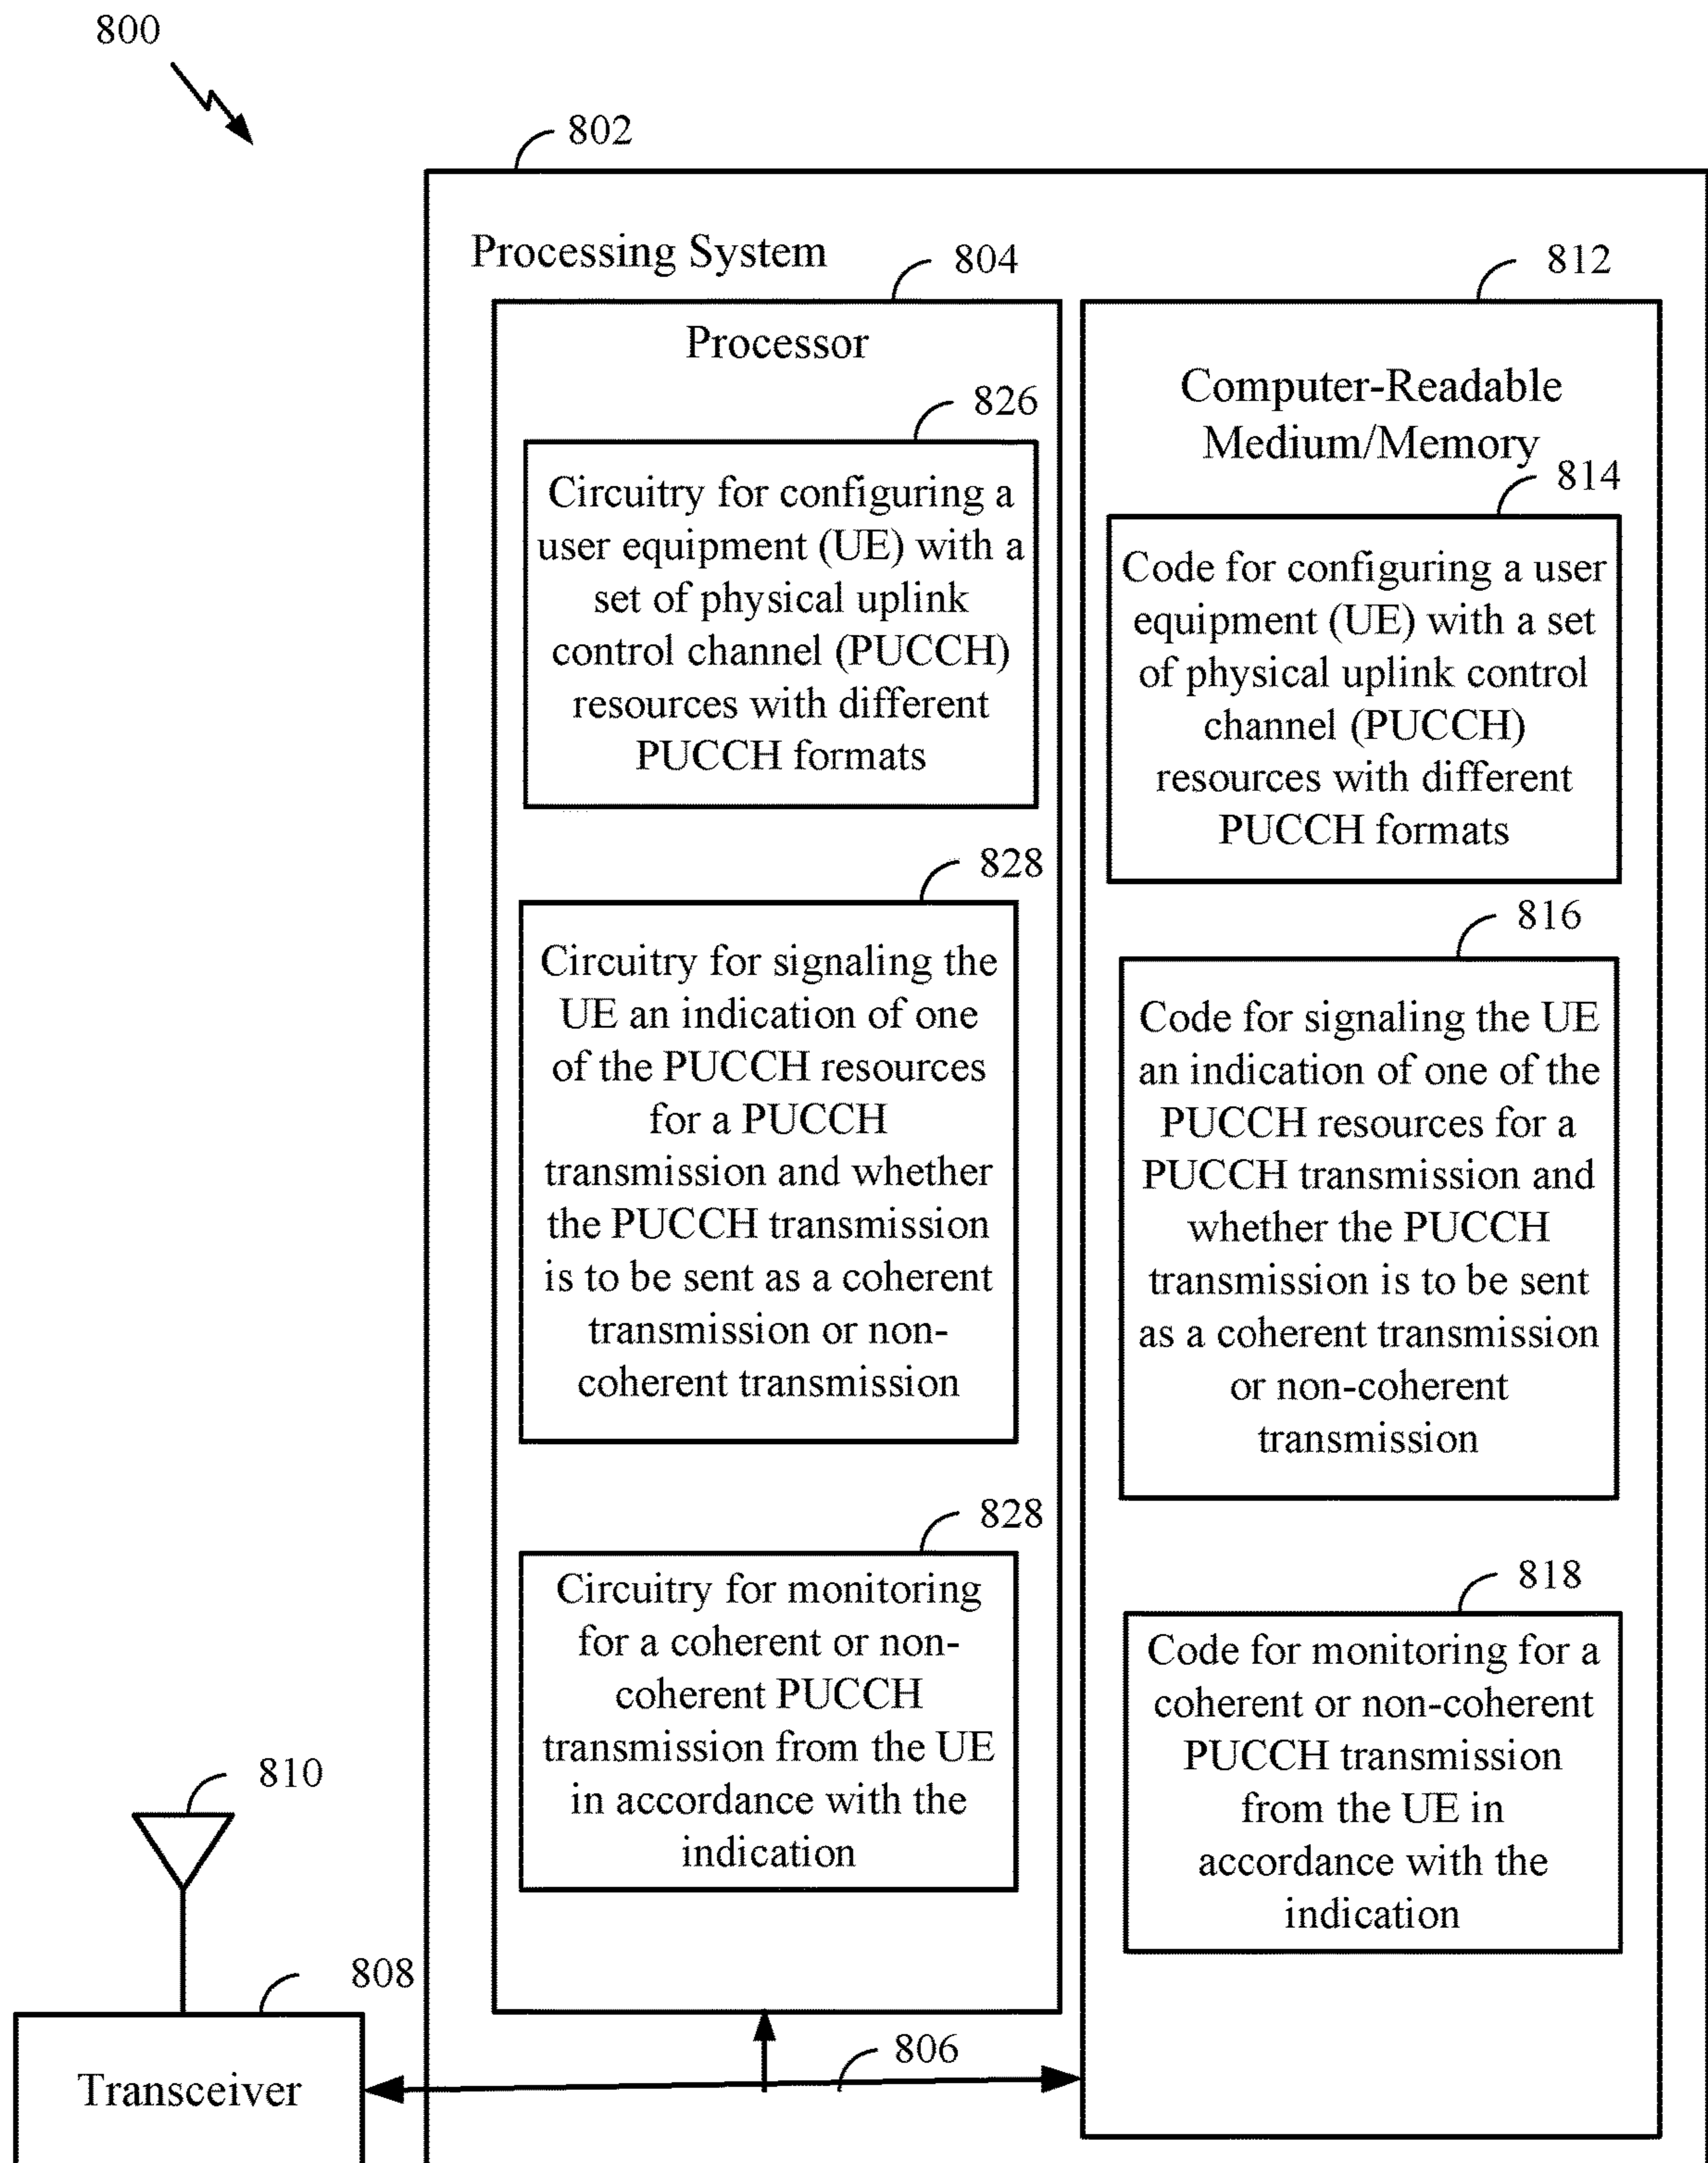 800
802
Processing System
804
812
Processor
Computer-Readable
Medium/Memory
826
Circuitry for configuring a
user equipment (UE) with a
set of physical uplink
control channel (PUCCH)
resources with different
PUCCH formats
828
Circuitry for signaling the
UE an indication of one
of the PUCCH resources
for a PUCCH
transmission and whether
the PUCCH transmission
is to be sent as a coherent
transmission or non-
coherent transmission
828
Circuitry for monitoring
for a coherent or non-
coherent PUCCH
transmission from the UE
in accordance with the
indication
814
Code for configuring a user
equipment (UE) with a set
of physical uplink control
channel (PUCCH)
resources with different
PUCCH formats
816
Code for signaling the UE
an indication of one of the
PUCCH resources for a
PUCCH transmission and
whether the PUCCH
transmission is to be sent
as a coherent transmission
or non-coherent
transmission
818
Code for monitoring for a
coherent or non-coherent
PUCCH transmission
from the UE in
accordance with the
indication
810
808
Transceiver
806